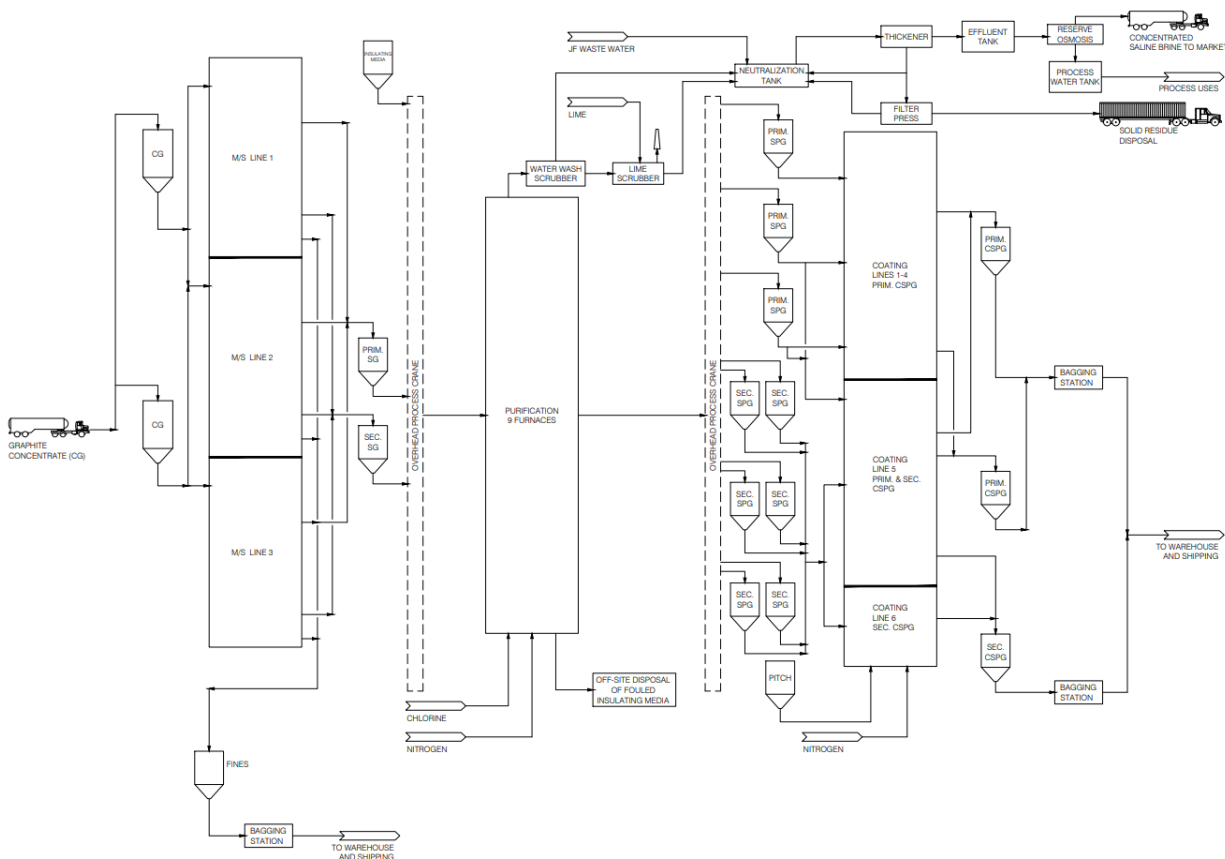 INSULATING
MEDIA
CG
M/S LINE 1
M/S LINE 2
CG
GRAPHITE
CONCENTRATE (CG)
M/S LINE 3
PRIM.
SG
SEC.
SG
OVERHEAD PROCESS CRANE
FINES
BAGGING
STATION
TO WAREHOUSE
AND SHIPPING
JF WASTE WATER
LIME
WATER WASH
SCRUBBER
LIME
SCRUBBER
NEUTRALIZATION
TANK
THICKENER
EFFLUENT
TANK
RESERVE
OSMOSIS
CONCENTRATED
SALINE BRINE TO MARKET
PROCESS
WATER TANK
PROCESS USES
FILTER
PRESS
SOLID RESIDUE
DISPOSAL
PURIFICATION
9 FURNACES
CHLORINE
NITROGEN
OFF-SITE DISPOSAL
OF FOULED
INSULATING MEDIA
OVERHEAD PROCESS CRANE
PRIM.
SPG
PRIM.
SPG
PRIM.
SPG
SEC.
SPG
SEC.
SPG
SEC.
SPG
SEC.
SPG
SEC.
SPG
SEC.
SPG
PITCH
NITROGEN
COATING
LINES 1-4
PRIM. CSPG
COATING
LINE 5
PRIM. & SEC.
CSPG
COATING
LINE 6
SEC. CSPG
PRIM.
CSPG
PRIM.
CSPG
SEC.
CSPG
BAGGING
STATION
BAGGING
STATION
TO WAREHOUSE
AND SHIPPING